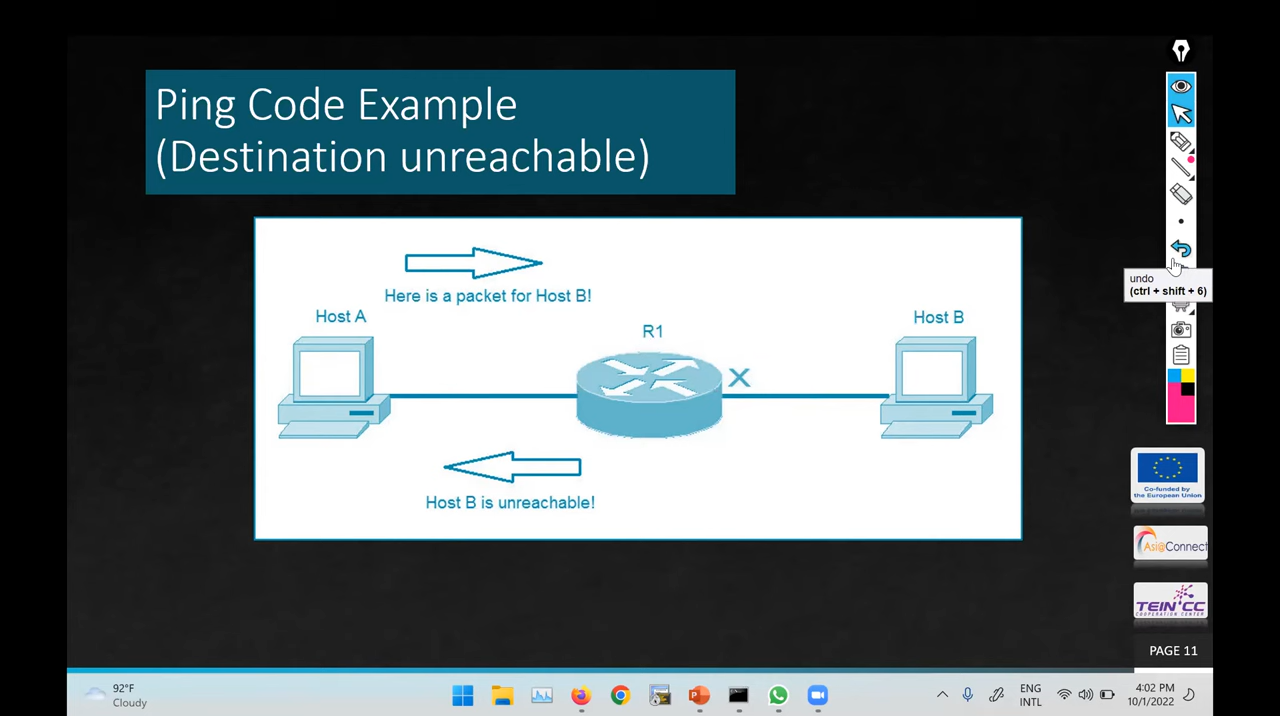 Ping Code Example
(Destination unreachable)
Here is a packet for Host B!
Host A
R1
Host B
X
Host B is unreachable!
undo
(ctrl + shift + 6)
Co-funded by
the European Union
Asi@Connect
TEIN*CC
COOPERATION CENTER
PAGE 11
92°F
Cloudy
ENG
INTL
4:02 PM
10/1/2022